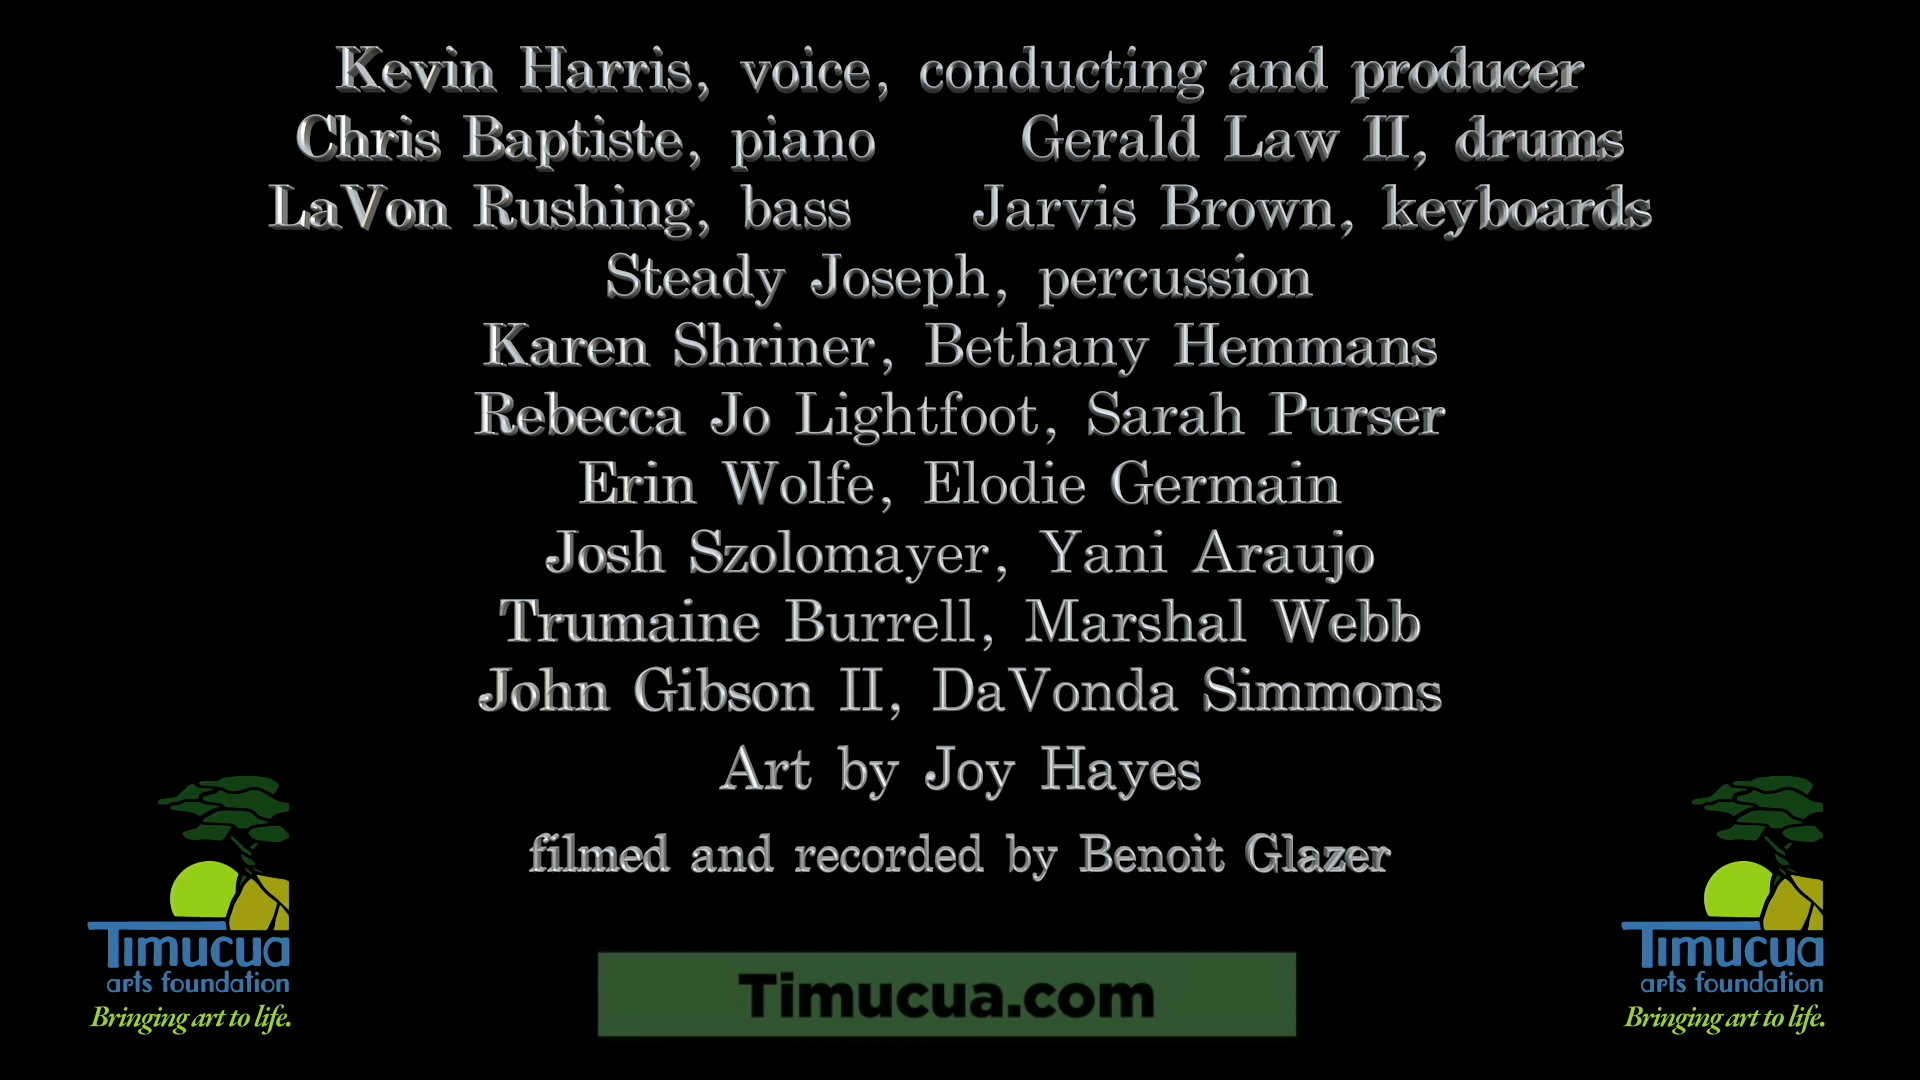 Kevin Harris, voice, conducting and producer
Chris Baptiste, piano Gerald Law II, drums
LaVon Rushing, bass Jarvis Brown, keyboards
Steady Joseph, percussion
Karen Shriner, Bethany Hemmans
Rebecca Jo Lightfoot, Sarah Purser
Erin Wolfe, Elodie Germain
Josh Szolomayer, Yani Araujo
Trumaine Burrell, Marshal Webb
John Gibson II, DaVonda Simmons
Art by Joy Hayes
filmed and recorded by Benoit Glazer
Timucua
arts foundation
Bringing art to life.
Timucua.com
Timucua
arts foundation
Bringing art to life.